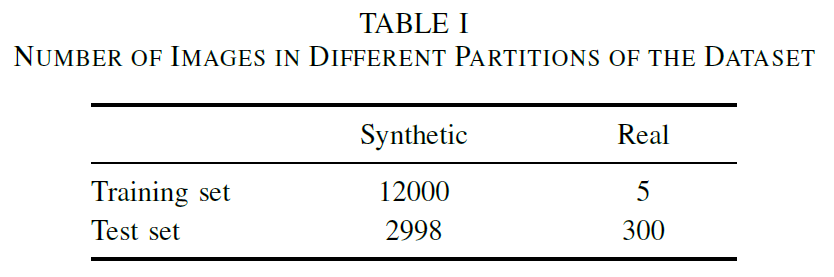 TABLE I
NUMBER OF IMAGES IN DIFFERENT PARTITIONS OF THE DATASET
Synthetic Real
Training set 12000 5
Test set 2998 300